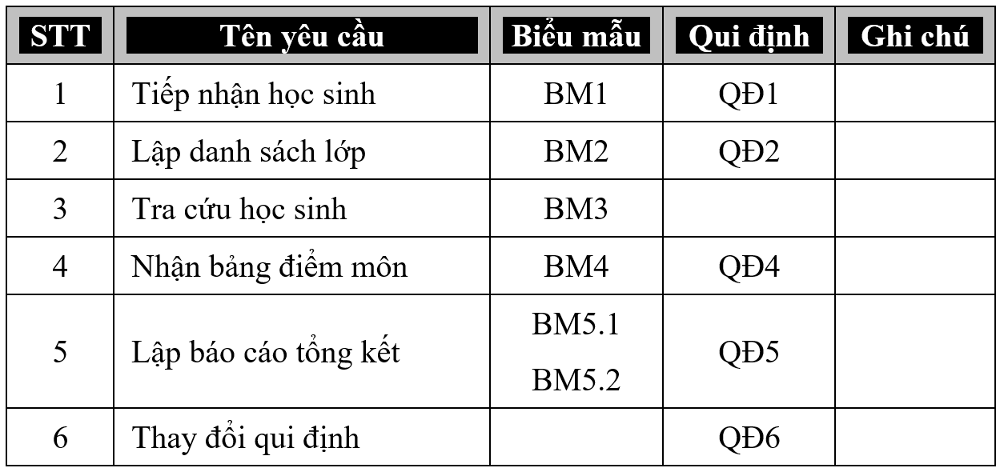 STT Tên yêu cầu Biểu mẫu Qui định Ghi chú
1 Tiếp nhận học sinh BM1 QĐ1
2 Lập danh sách lớp BM2 QĐ2
3 Tra cứu học sinh BM3
4 Nhận bảng điểm môn BM4 QĐ4
5 Lập báo cáo tổng kết BM5.1 QĐ5
BM5.2
6 Thay đổi qui định QĐ6